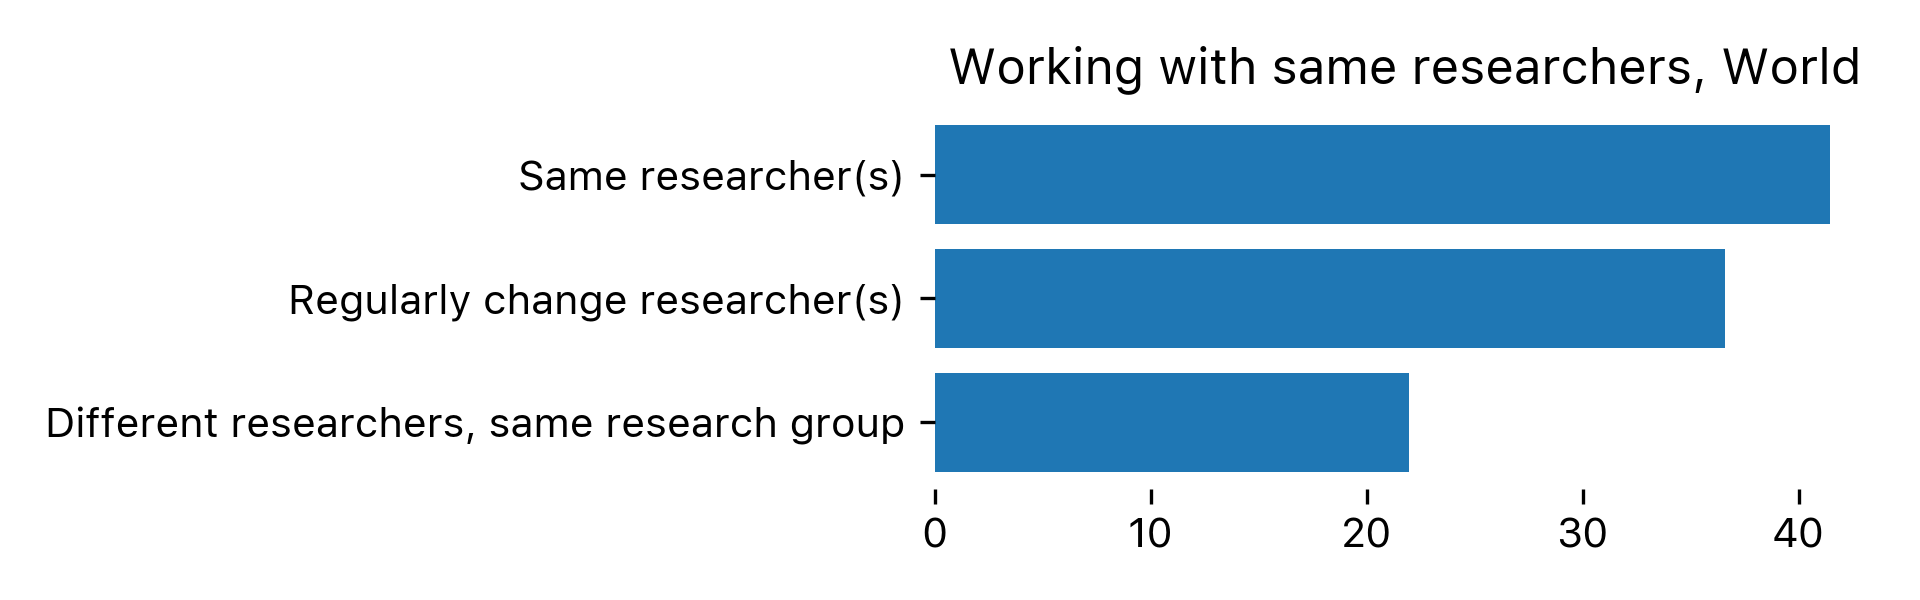 Working with same researchers, World
Same researcher(s)
Regularly change researcher(s)
Different researchers, same research group
0 10 20 30 40